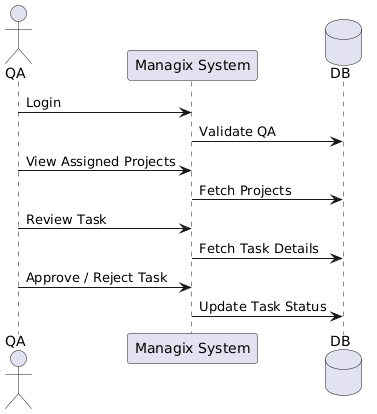 QA
Managix System
DB
Login
Validate QA
View Assigned Projects
Fetch Projects
Review Task
Fetch Task Details
Approve / Reject Task
Update Task Status
QA
Managix System
DB